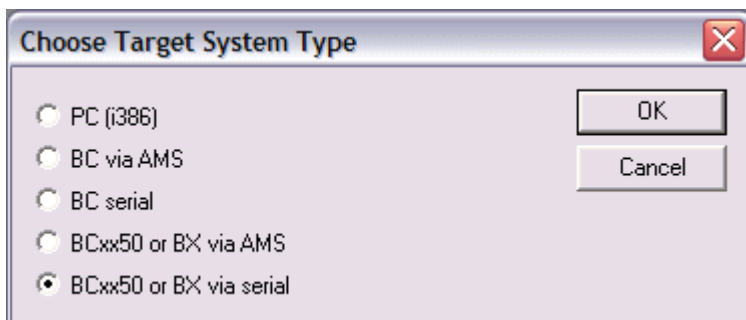 Choose Target System Type
PC (i386)
OK
BC via AMS
Cancel
BC serial
BCxx50 or BX via AMS
BCxx50 or BX via serial